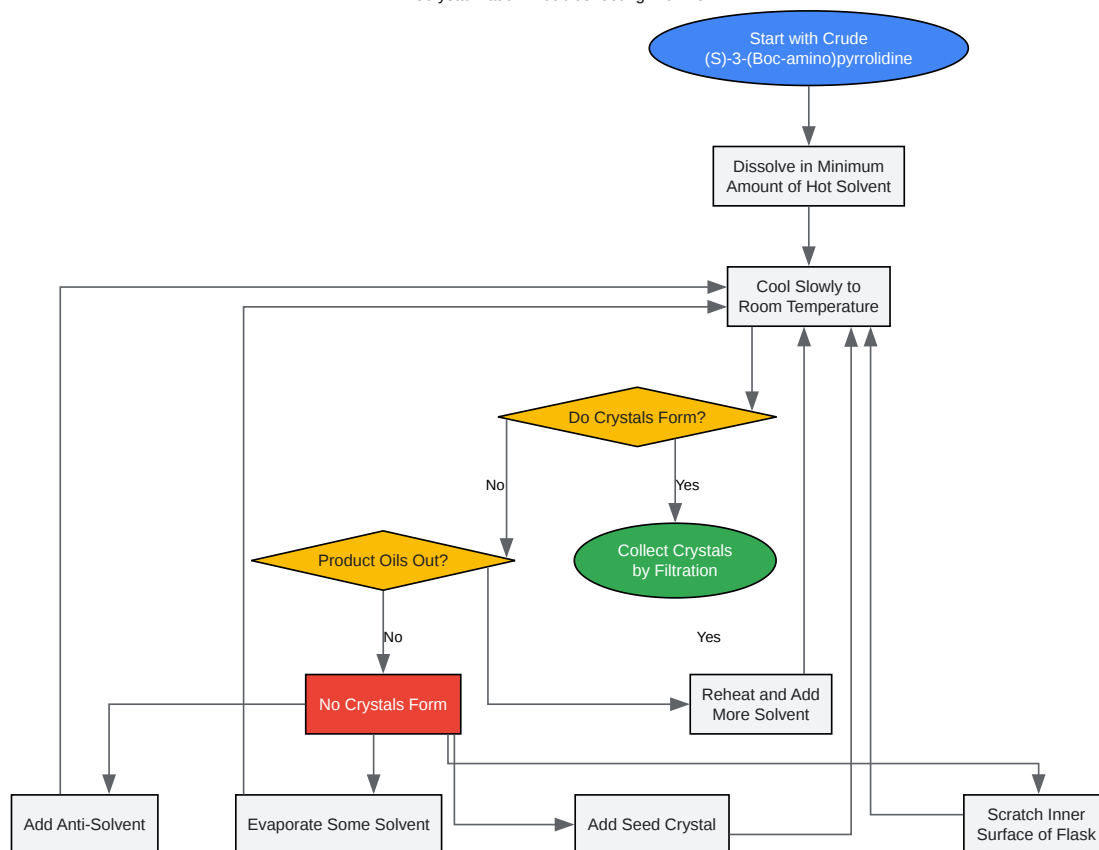 Start with Crude
(S)-3-(Boc-amino)pyrrolidine
Dissolve in Minimum
Amount of Hot Solvent
Cool Slowly to
Room Temperature
Do Crystals Form?
No
Yes
Product Oils Out?
Collect Crystals
by Filtration
No
Yes
No Crystals Form
Reheat and Add
More Solvent
Add Anti-Solvent
Evaporate Some Solvent
Add Seed Crystal
Scratch Inner
Surface of Flask